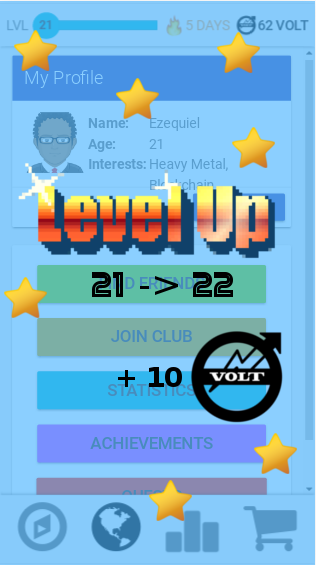 LVL 21 5 DAYS 62 VOLT
My Profile
Name: Ezequiel
Age: 21
Interests: Heavy Metal,
Blockchain
Level Up
21 -> 22
JOIN CLUB
+ 10 VOLT
STATISTICS
ACHIEVEMENTS